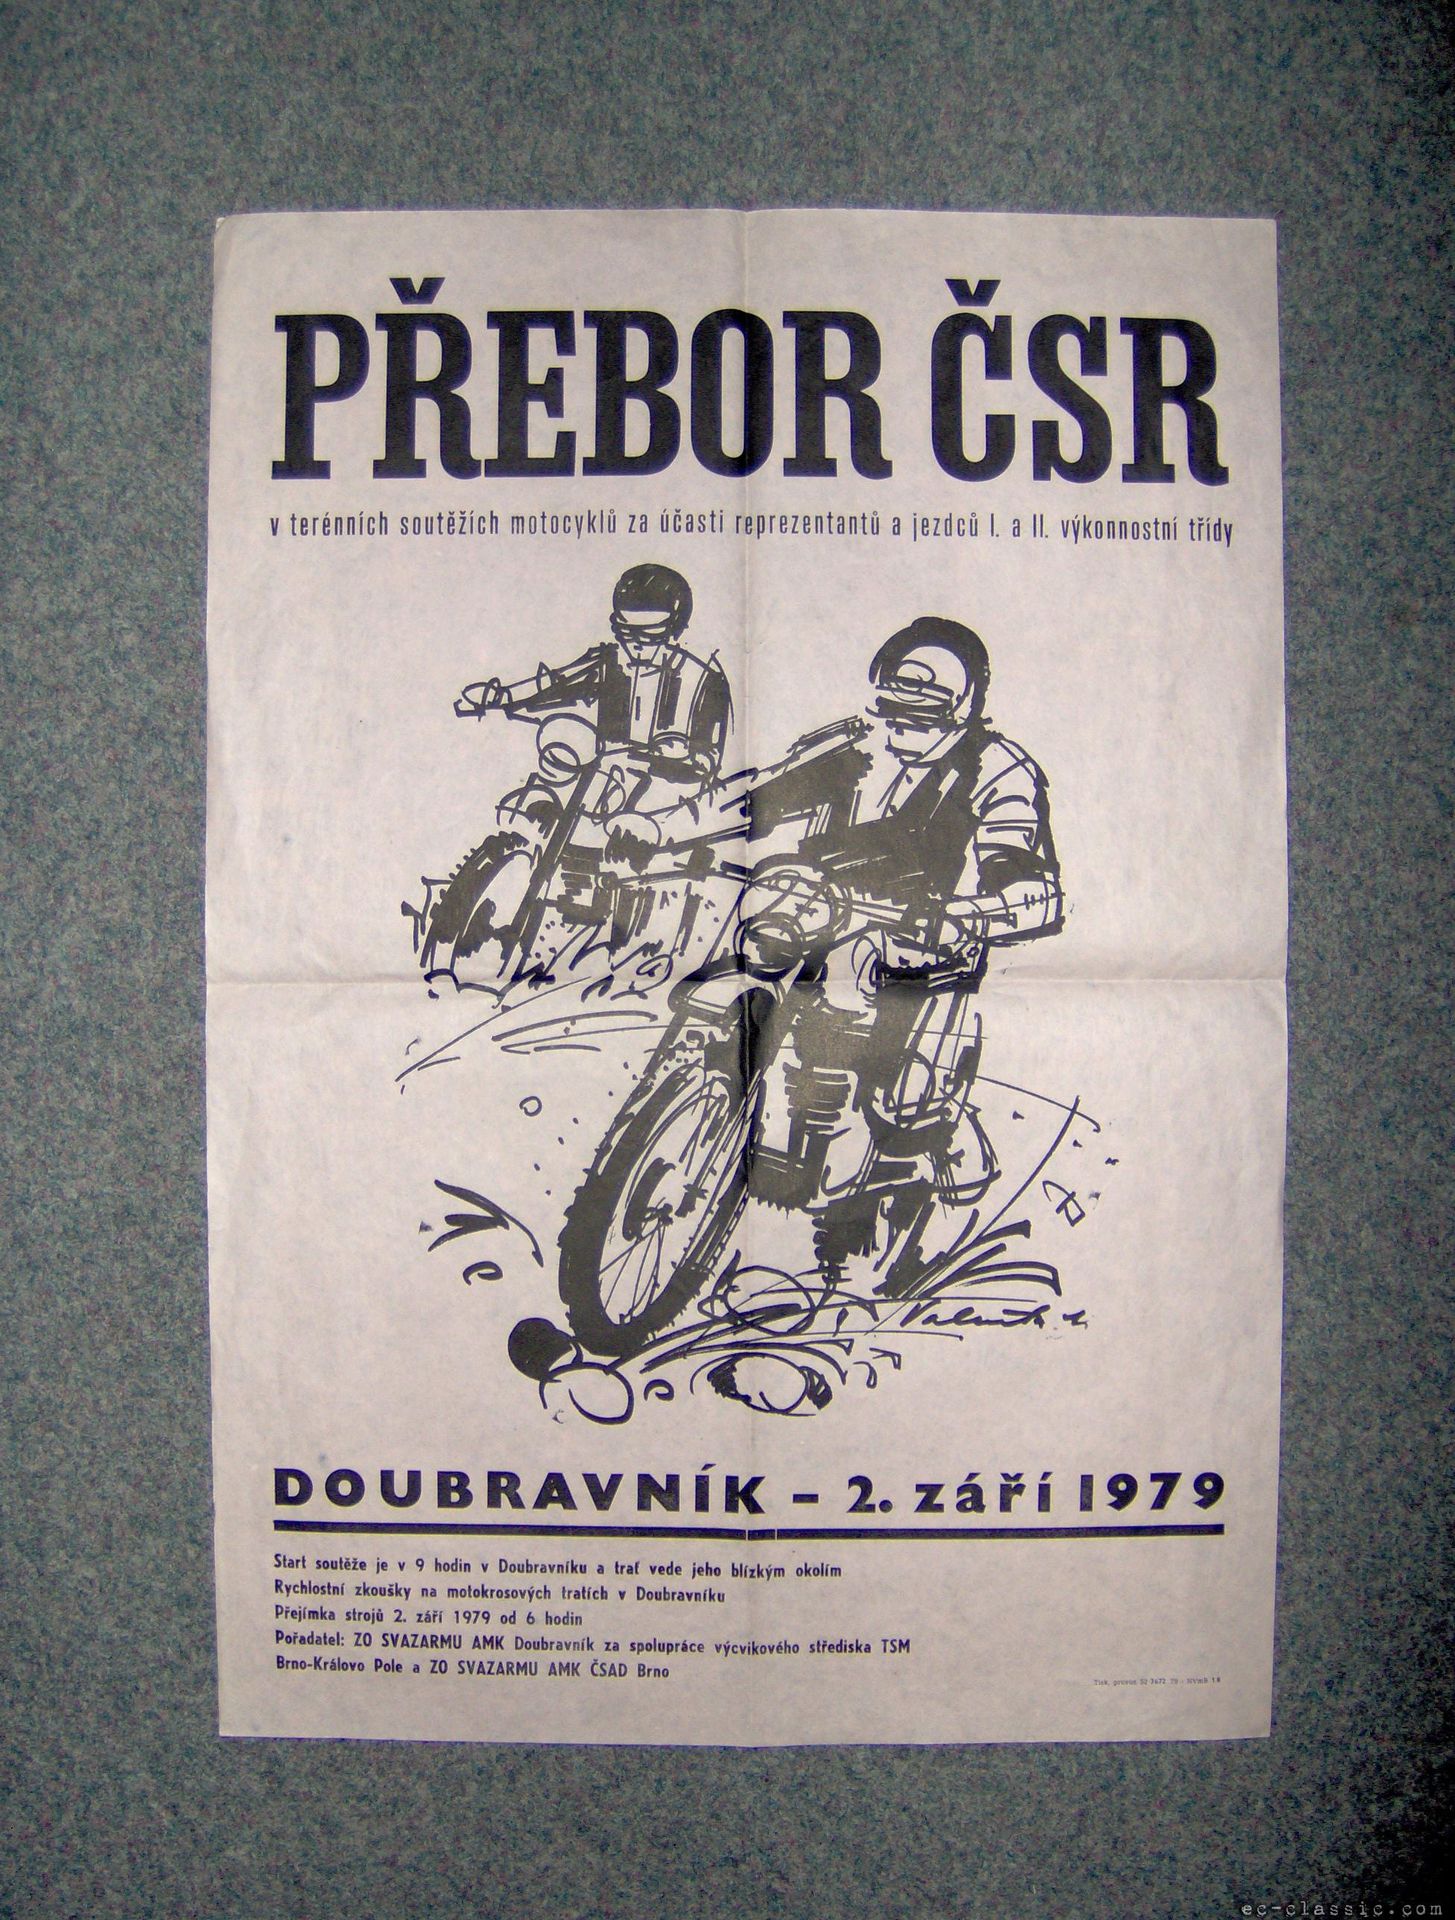 PŘEBOR ČSR
v terénních soutěžích motocyklů za účasti reprezentantů a jezdců I. a II. výkonnostní třídy
DOUBRAVNÍK – 2. září 1979
Start soutěže je v 9 hodin v Doubravníku a trať vede jeho blízkým okolím
Rychlostní zkoušky na motokrosových tratích v Doubravníku
Přejímka strojů 2. září 1979 od 6 hodin
Pořadatel: ZO SVAZARMU AMK Doubravník za spolupráce výcvikového střediska TSM
Brno-Královo Pole a ZO SVAZARMU AMK ČSAD Brno
Tisk, provoz 52
ec-classic.com